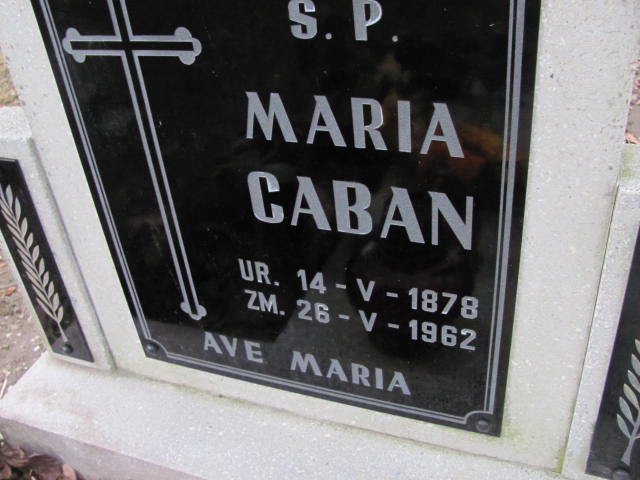 S. P.
MARIA
CABAN
UR. 14-V-1878
ZM. 26-V-1962
AVE MARIA